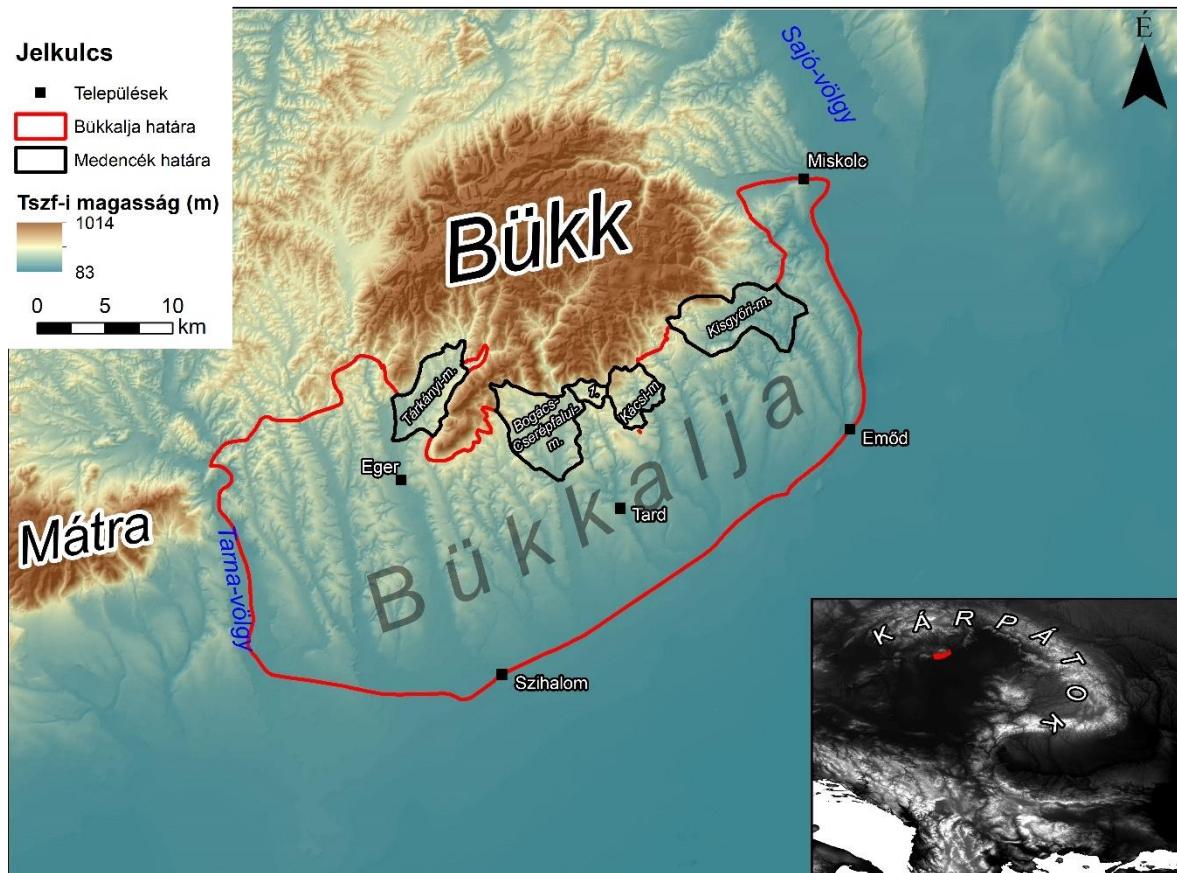 Jelkulcs
Települések
Bükkalja határa
Medencék határa
Tszf-i magasság (m)
1014
83
0 5 10
km
É
Sajó-völgy
Miskolc
Bükk
Kisgyőri-m.
Tárkányi-m.
Bogács-
Cserépfalui-
m.
1.
Kácsi-m.
Emőd
Eger
Tard
Bükkalja
Mátra
Tarna-völgy
Szihalom
KÁRPÁTOK